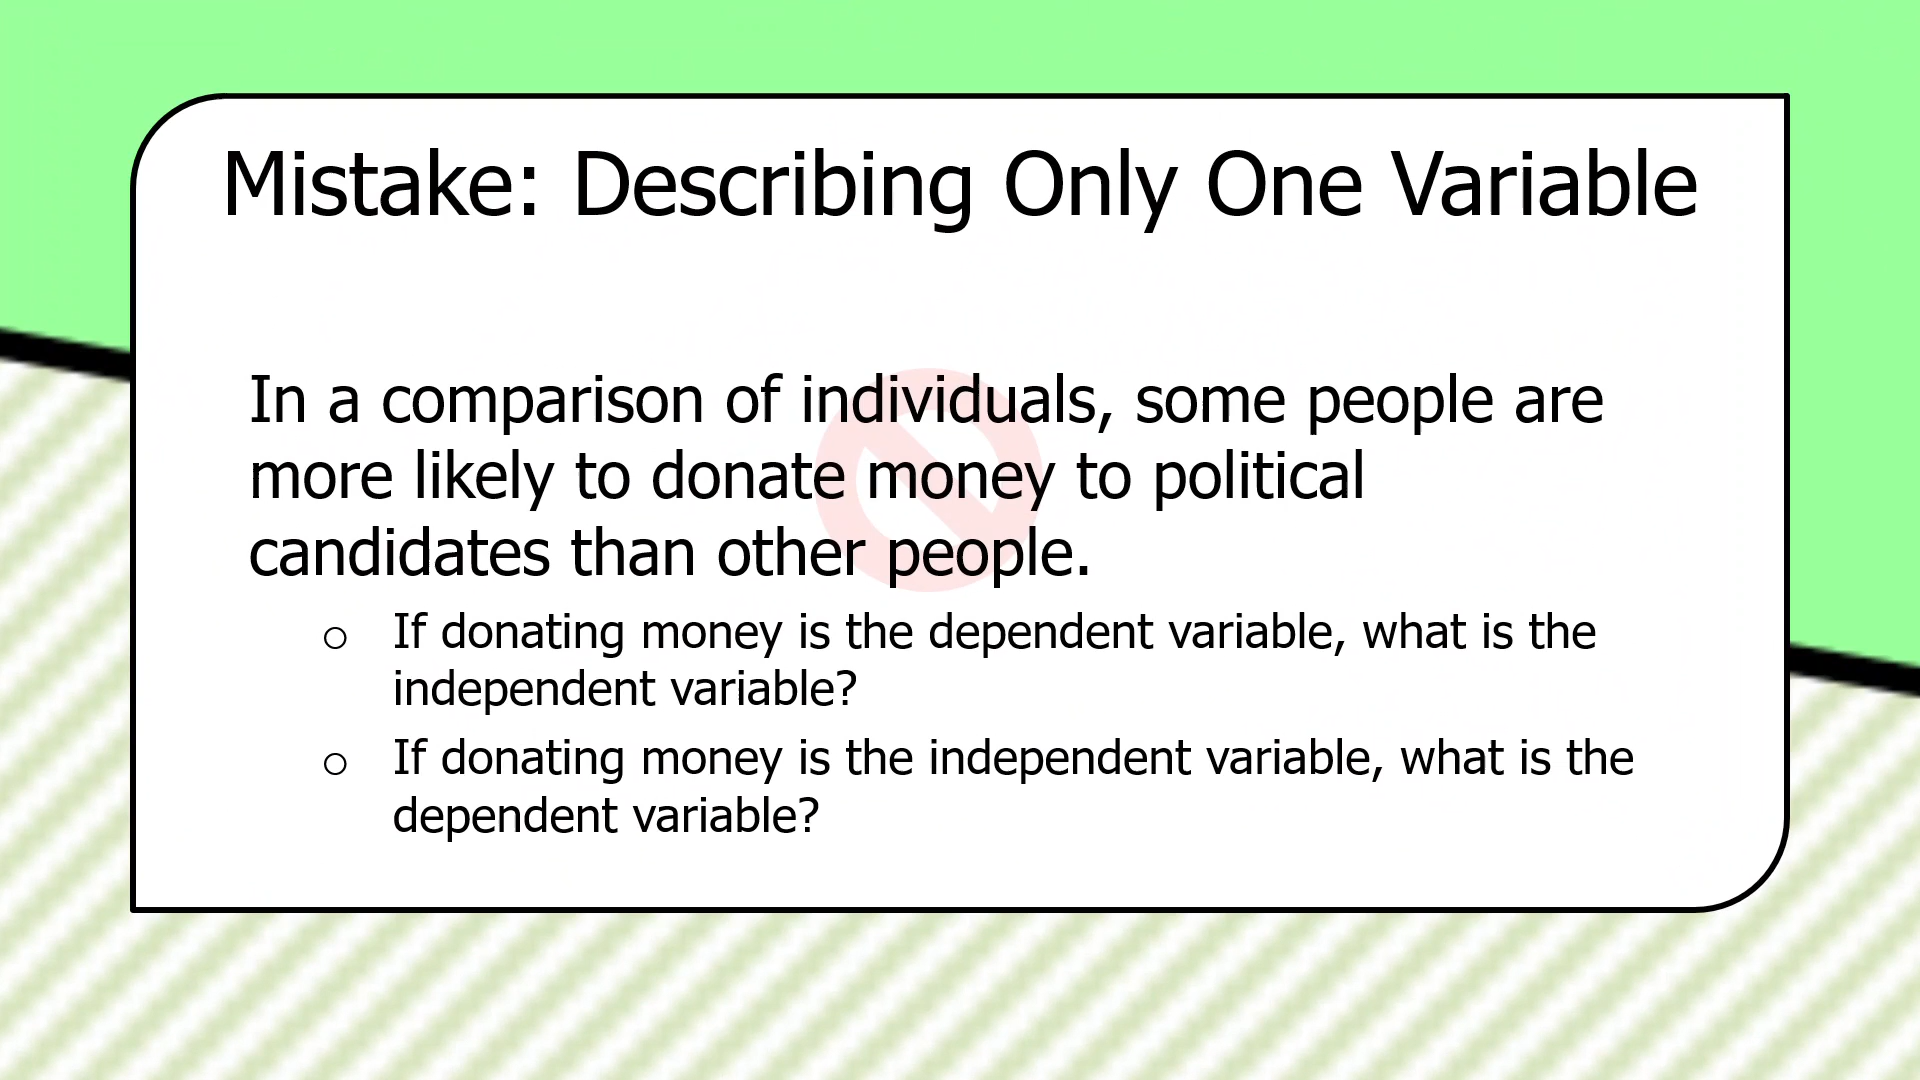 Mistake: Describing Only One Variable
In a comparison of individuals, some people are
more likely to donate money to political
candidates than other people.
○ If donating money is the dependent variable, what is the
independent variable?
○ If donating money is the independent variable, what is the
dependent variable?